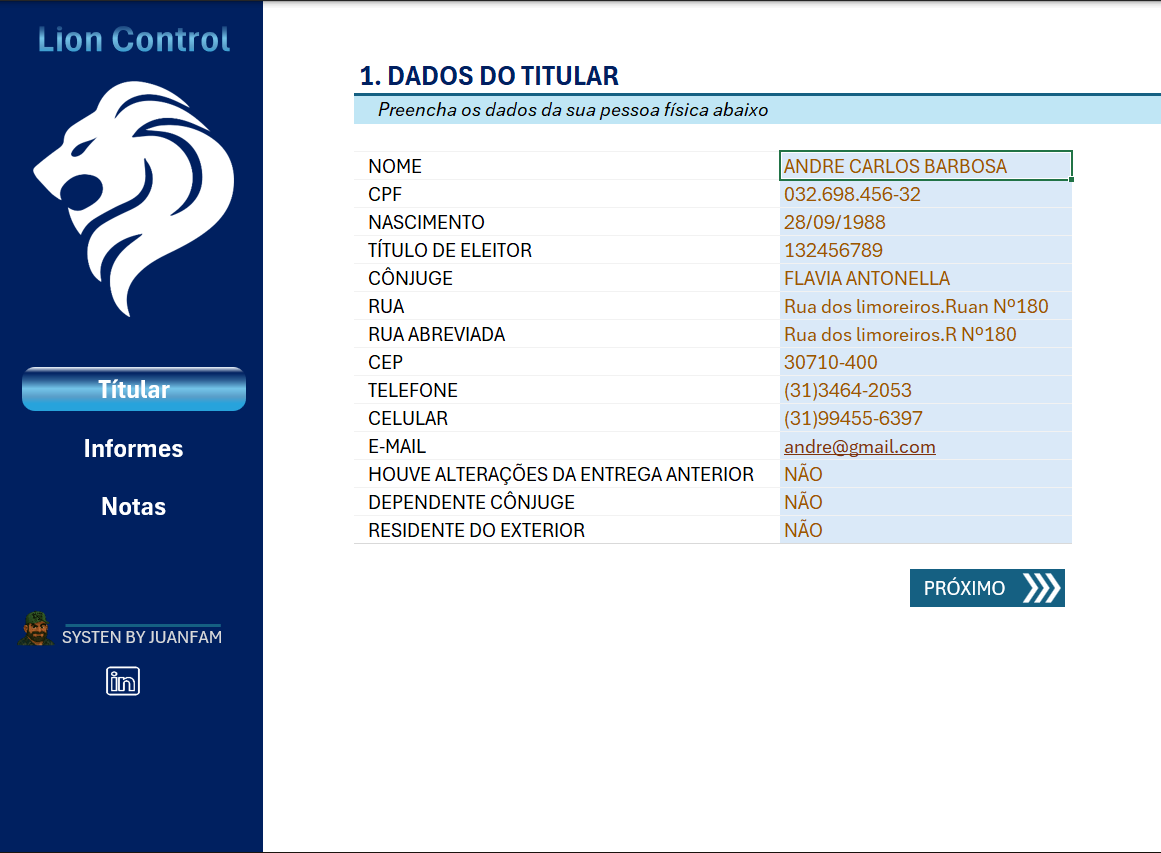 Lion Control
Títular
Informes
Notas
SYSTEN BY JUANFAM
in
1. DADOS DO TITULAR
Preencha os dados da sua pessoa física abaixo
NOME ANDRE CARLOS BARBOSA
CPF 032.698.456-32
NASCIMENTO 28/09/1988
TÍTULO DE ELEITOR 132456789
CÔNJUGE FLAVIA ANTONELLA
RUA Rua dos limoreiros.Ruan Nº180
RUA ABREVIADA Rua dos limoreiros.R Nº180
CEP 30710-400
TELEFONE (31)3464-2053
CELULAR (31)99455-6397
E-MAIL andre@gmail.com
HOUVE ALTERAÇÕES DA ENTREGA ANTERIOR NÃO
DEPENDENTE CÔNJUGE NÃO
RESIDENTE DO EXTERIOR NÃO
PRÓXIMO